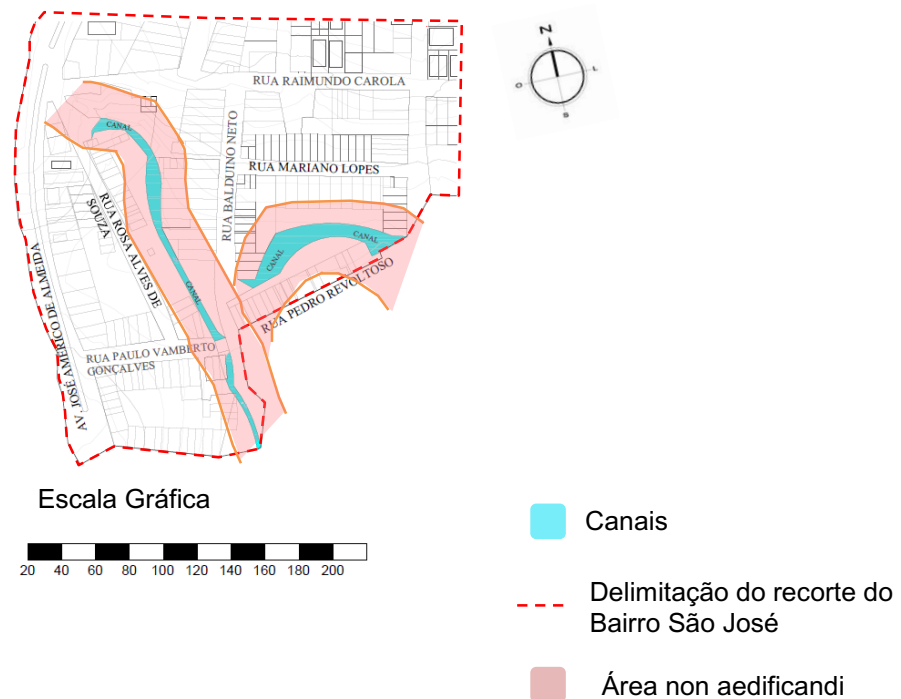 N
O
L
S
RUA RAIMUNDO CAROLA
CANAL
RUA BALDUINO NETO
RUA MARIANO LOPES
RUA ROSA ALVES DE
SOUZA
CANAL
CANAL
CANAL
AV. JOSÉ AMÉRICO DE ALMEIDA
RUA PEDRO REVOLTOSO
RUA PAULO VAMBERTO
GONÇALVES
Escala Gráfica
20 40 60 80 100 120 140 160 180 200
Canais
Delimitação do recorte do
Bairro São José
Área non aedificandi